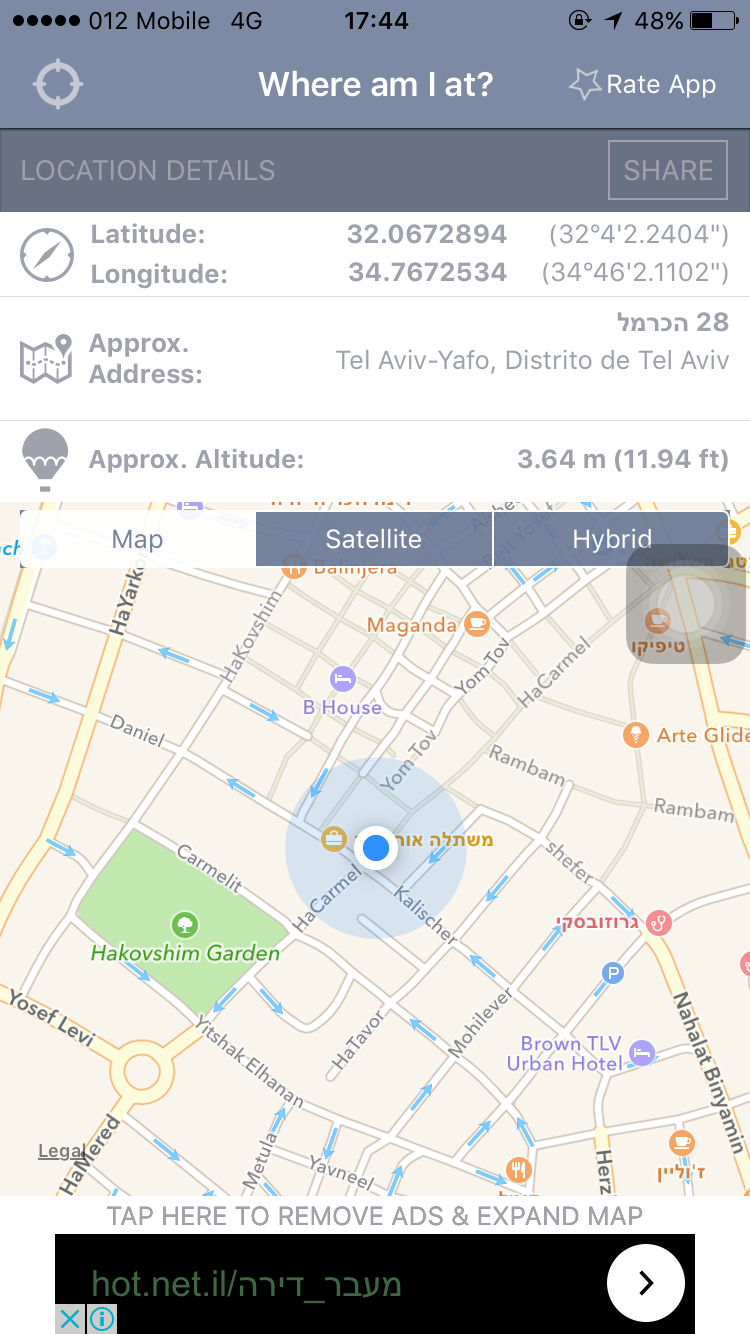 012 Mobile 4G 17:44 48%
Where am I at? Rate App
LOCATION DETAILS SHARE
Latitude: 32.0672894 (32°4'2.2404")
Longitude: 34.7672534 (34°46'2.1102")
28 הכרמל
Approx. Address:
Tel Aviv-Yafo, Distrito de Tel Aviv
Approx. Altitude: 3.64 m (11.94 ft)
Map Satellite Hybrid
Balinjera
HaYarko
HaKovshim
Maganda
טיפיקו
Yom-Tov
HaCarmel
B House
Arte Glide
Daniel
Yom-Tov
Rambam
Rambam
משתלה
shefer
Carmelit
HaCarmel
Kalischer
גרוזובסקי
Hakovshim Garden
Yosef Levi
Nahalat Binyamin
Mohilever
HaTavor
Yitshak Elhanan
Brown TLV
Urban Hotel
Legal
HaMered
Metula
Yavneel
Herz
ז'וליין
TAP HERE TO REMOVE ADS & EXPAND MAP
hot.net.il/מעבר_דירה